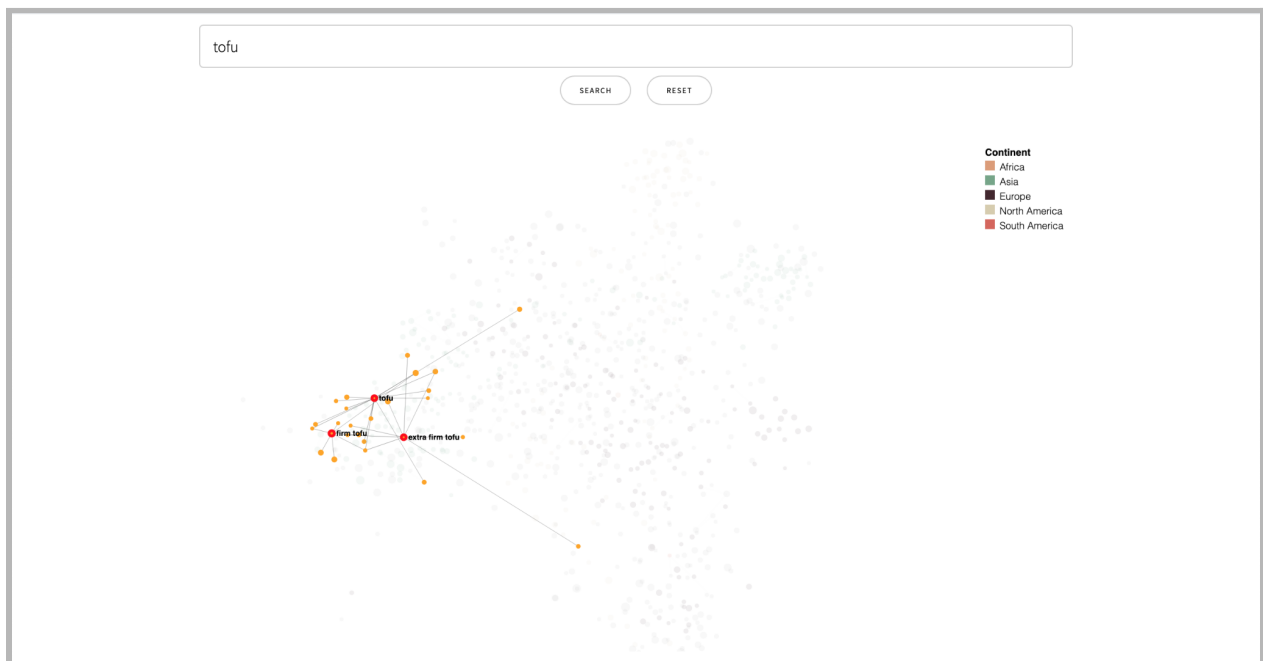 tofu
SEARCH
RESET
Continent
Africa
Asia
Europe
North America
South America
tofu
firm tofu
extra firm tofu